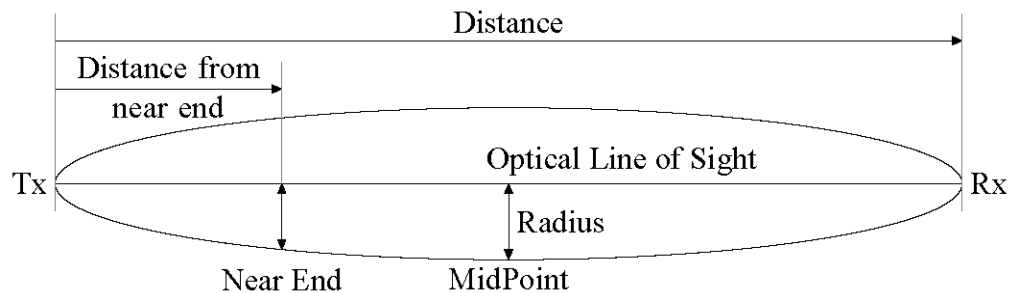 Distance
Distance from
near end
Optical Line of Sight
Tx
Rx
Radius
Near End
MidPoint